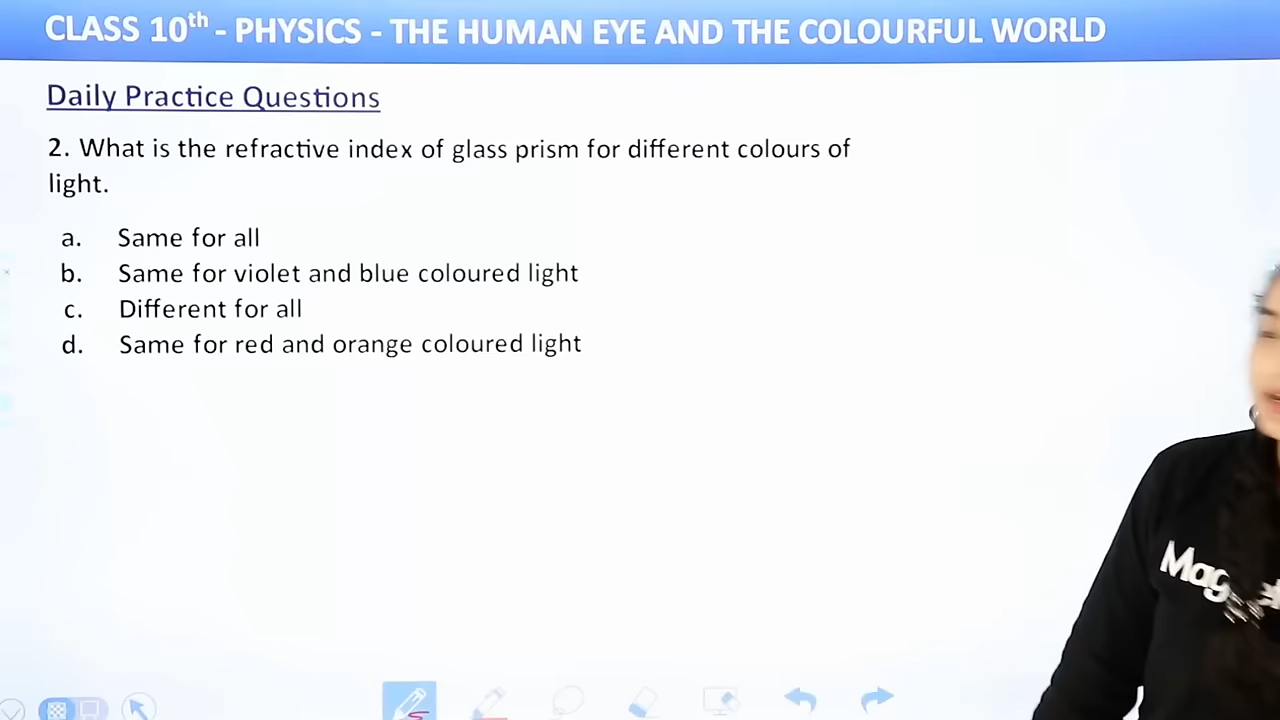 CLASS 10th - PHYSICS - THE HUMAN EYE AND THE COLOURFUL WORLD
Daily Practice Questions
2. What is the refractive index of glass prism for different colours of
light.
a. Same for all
b. Same for violet and blue coloured light
c. Different for all
d. Same for red and orange coloured light
Mag